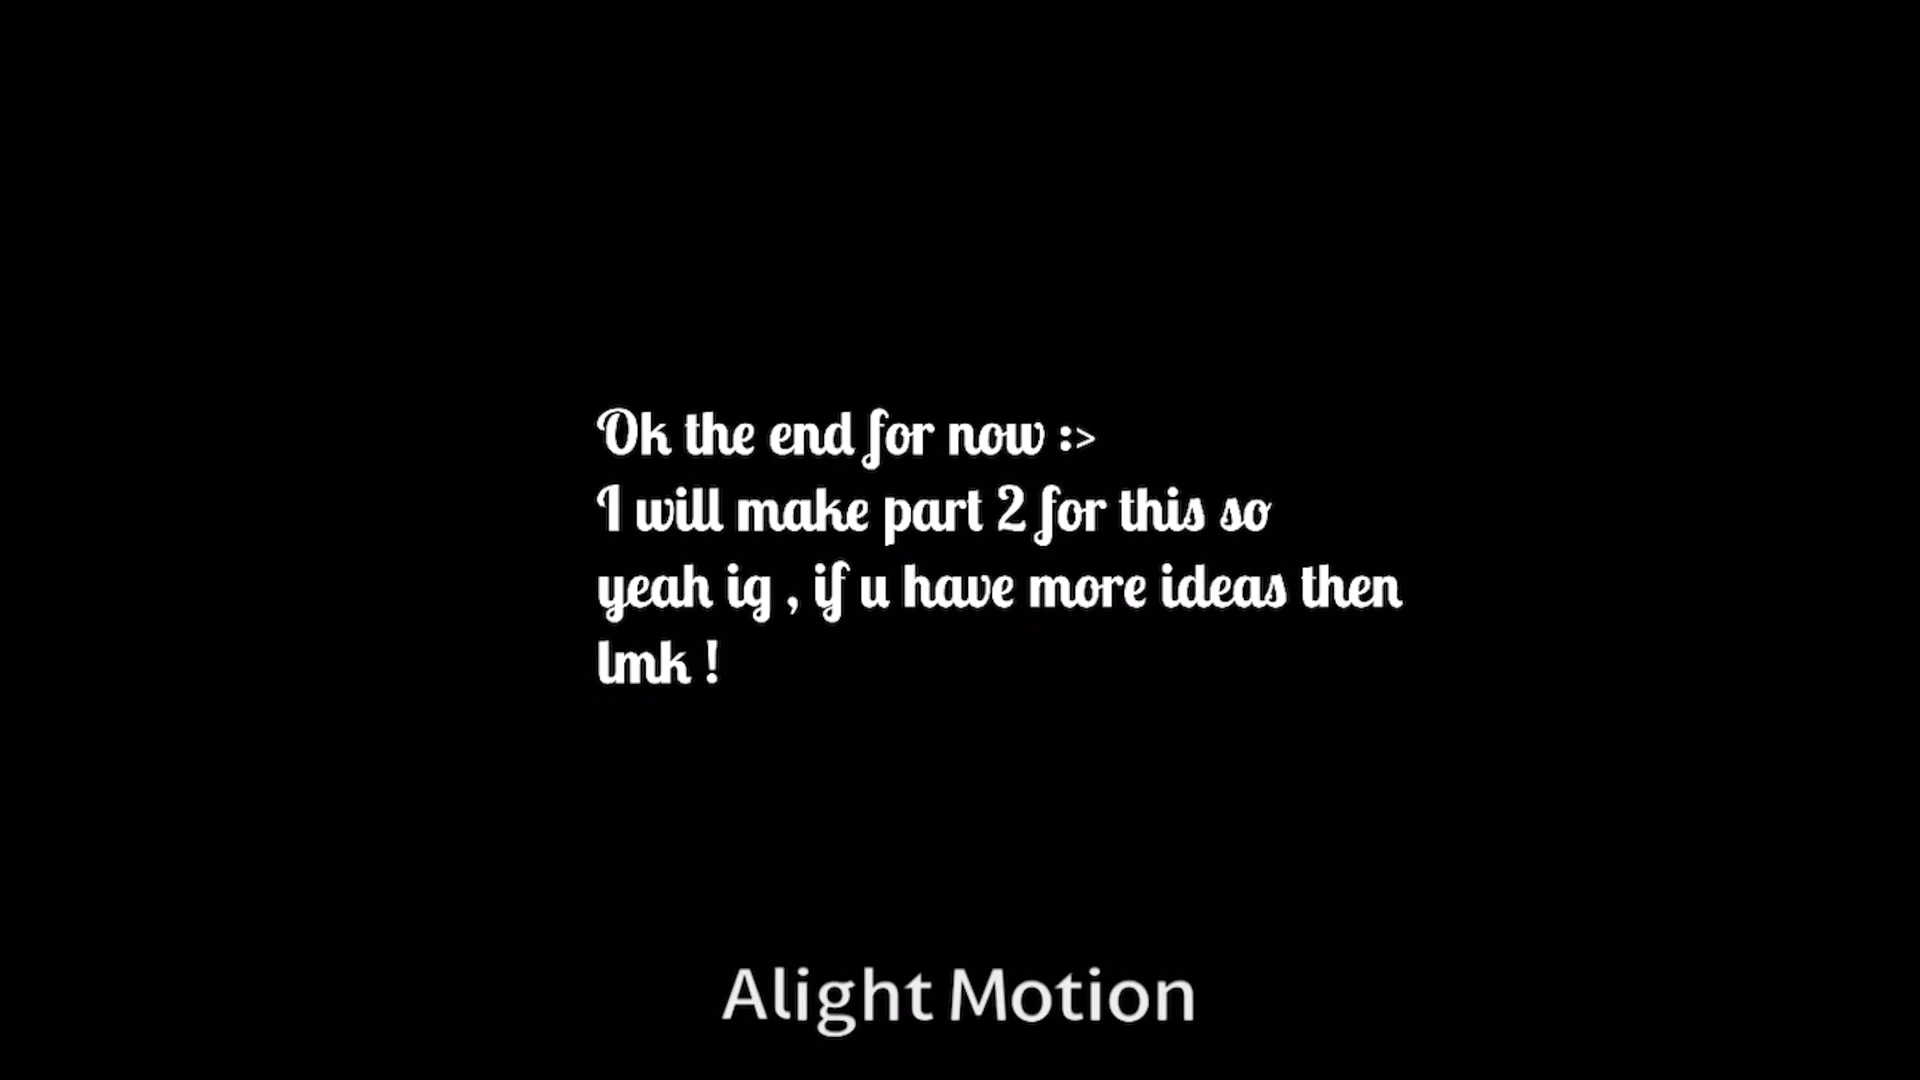 Ok the end for now :>
I will make part 2 for this so
yeah ig , if u have more ideas then
lmk !
Alight Motion